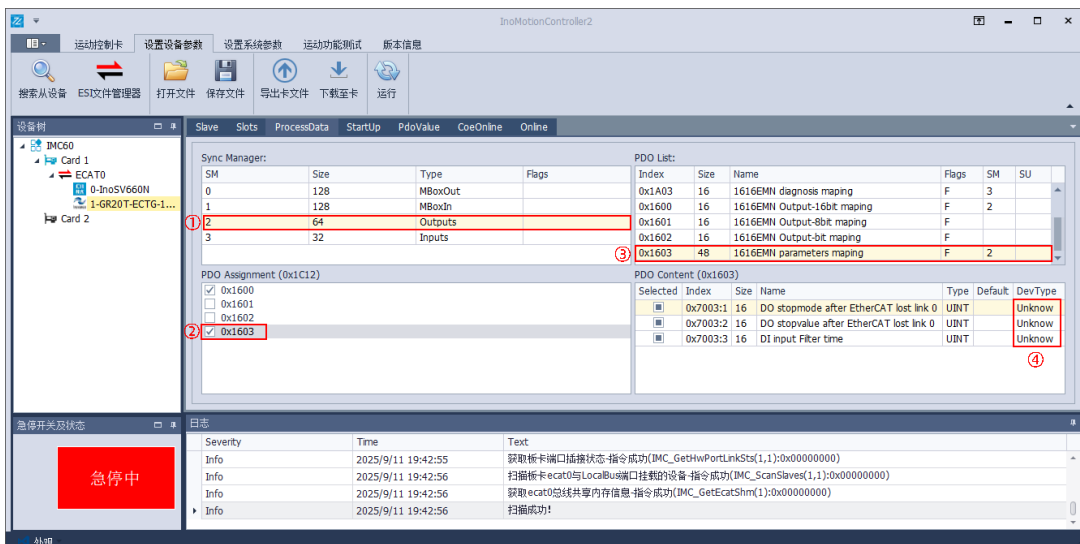 InoMotionController2
运动控制卡 设置设备参数 设置系统参数 运动功能测试 版本信息
搜索从设备 ESI文件管理器 打开文件 保存文件 导出卡文件 下载至卡 运行
设备树
IMC60
Card 1
ECAT0
0-InoSV660N
1-GR20T-ECTG-1...
Card 2
Slave Slots ProcessData StartUp PdoValue CoeOnline Online
Sync Manager:
SM Size Type Flags
0 128 MBoxOut
1 128 MBoxIn
① 2 64 Outputs
3 32 Inputs
PDO List:
Index Size Name Flags SM SU
0x1A03 16 1616EMN diagnosis maping F 3
0x1600 16 1616EMN Output-16bit maping F 2
0x1601 16 1616EMN Output-8bit maping F
0x1602 16 1616EMN Output-bit maping F
③ 0x1603 48 1616EMN parameters maping F 2
PDO Assignment (0x1C12)
0x1600
0x1601
0x1602
② 0x1603
PDO Content (0x1603)
Selected Index Size Name Type Default DevType
0x7003:1 16 DO stopmode after EtherCAT lost link 0 UINT Unknow
0x7003:2 16 DO stopvalue after EtherCAT lost link 0 UINT Unknow
0x7003:3 16 DI input Filter time UINT Unknow
④
急停开关及状态
急停中
日志
Severity Time Text
Info 2025/9/11 19:42:55 获取板卡端口插接状态-指令成功(IMC_GetHwPortLinkSts(1,1):0x00000000)
Info 2025/9/11 19:42:56 扫描板卡ecat0与LocalBus端口挂载的设备-指令成功(IMC_ScanSlaves(1,1):0x00000000)
Info 2025/9/11 19:42:56 获取ecat0总线共享内存信息-指令成功(IMC_GetEcatShm(1):0x00000000)
Info 2025/9/11 19:42:56 扫描成功!
外观